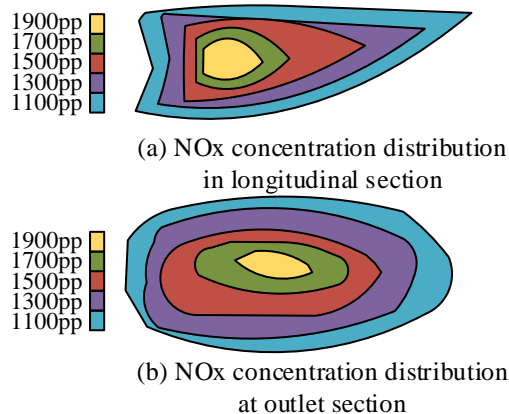 1900pp
1700pp
1500pp
1300pp
1100pp
(a) NOx concentration distribution
in longitudinal section
1900pp
1700pp
1500pp
1300pp
1100pp
(b) NOx concentration distribution
at outlet section